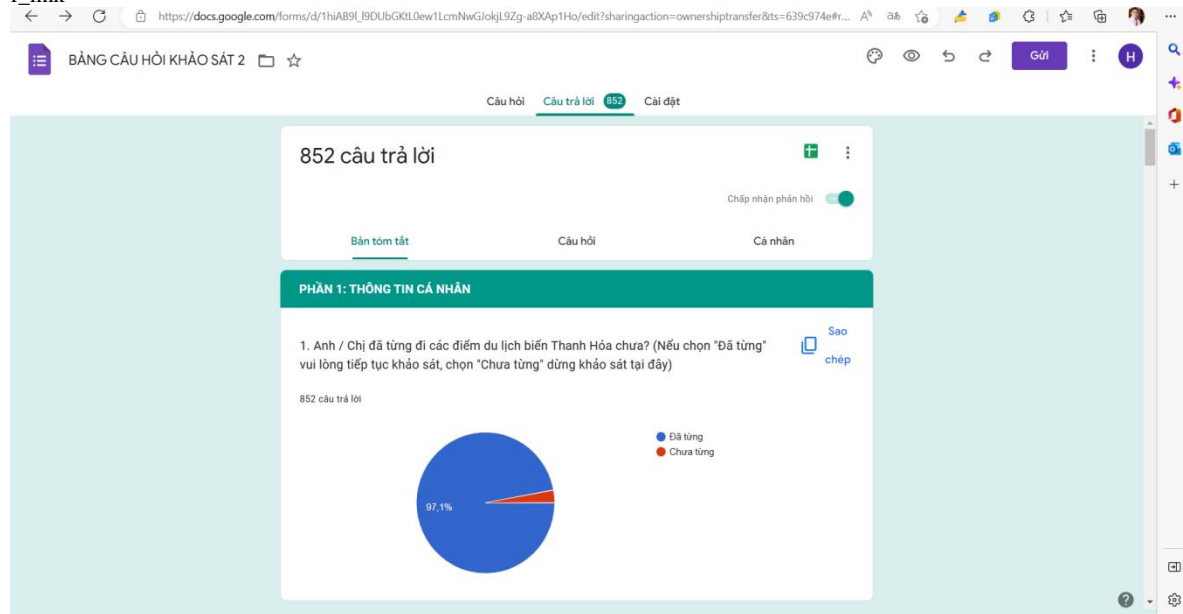 https://docs.google.com/forms/d/1hiAB9I_l9DUbGKtL0ew1LcmNwGJokjL9Zg-a8XAp1Ho/edit?sharingaction=ownershiptransfer&ts=639c974e#r...
BẢNG CÂU HỎI KHẢO SÁT 2
Gửi
H
Câu hỏi Câu trả lời 852 Cài đặt
852 câu trả lời
Chấp nhận phản hồi
Bản tóm tắt Câu hỏi Cá nhân
PHẦN 1: THÔNG TIN CÁ NHÂN
1. Anh / Chị đã từng đi các điểm du lịch biển Thanh Hóa chưa? (Nếu chọn "Đã từng"
vui lòng tiếp tục khảo sát, chọn "Chưa từng" dừng khảo sát tại đây)
Sao
chép
852 câu trả lời
Đã từng
Chưa từng
97,1%